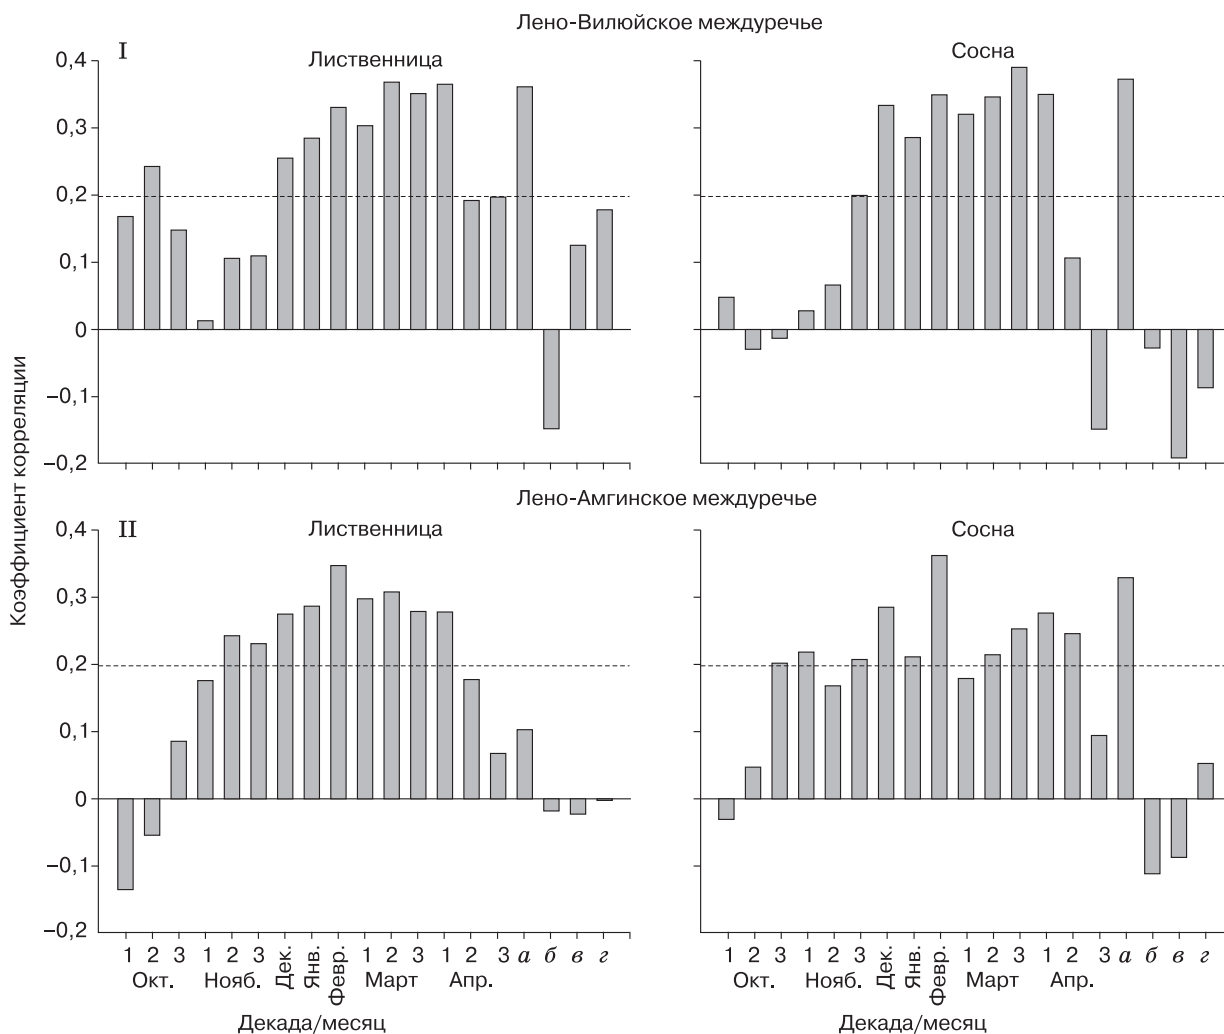 Лено-Вилюйское междуречье
I
Лиственница
Сосна
0,4
0,3
0,2
0,1
0
–0,1
–0,2
Коэффициент корреляции
Лено-Амгинское междуречье
II
Лиственница
Сосна
0,4
0,3
0,2
0,1
0
–0,1
–0,2
1 2 3 1 2 3 Дек. Янв. Февр. 1 2 3 1 2 3 а б в г
Окт. Нояб. Март Апр.
Декада/месяц
1 2 3 1 2 3 Дек. Янв. Февр. 1 2 3 1 2 3 а б в г
Окт. Нояб. Март Апр.
Декада/месяц